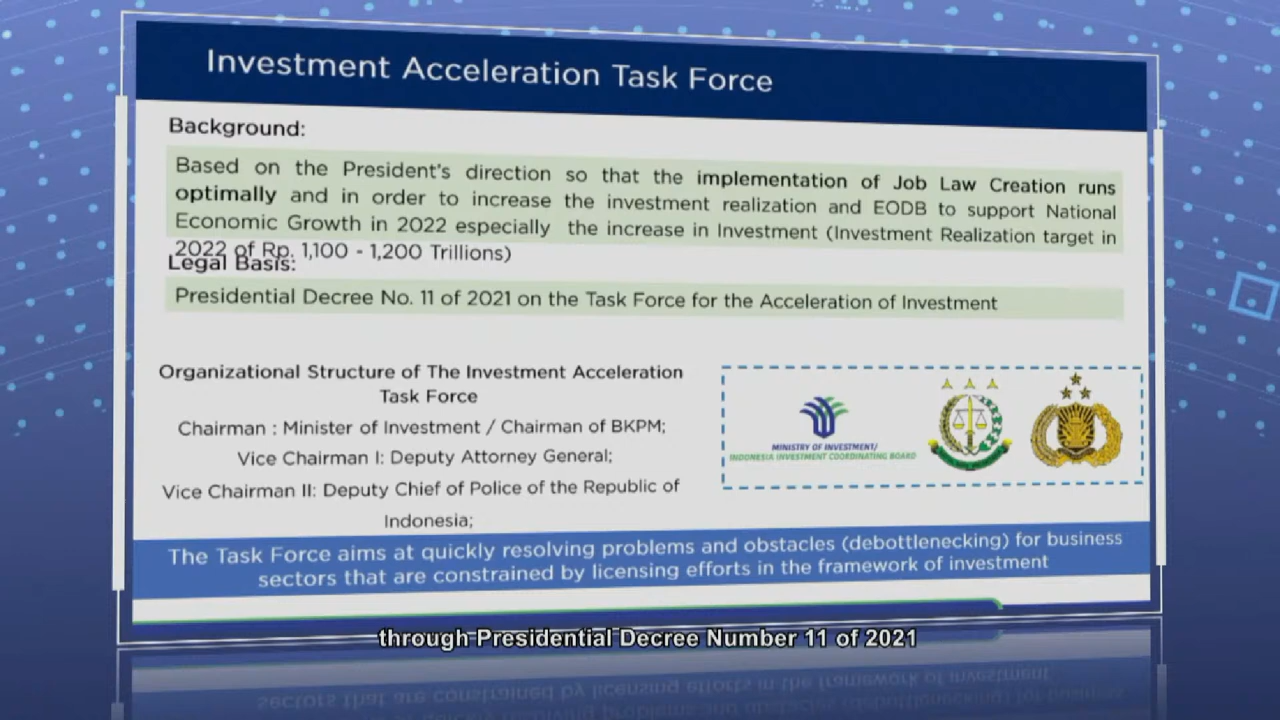 Investment Acceleration Task Force
Background:
Based on the President's direction so that the implementation of Job Law Creation runs
optimally and in order to increase the investment realization and EODB to support National
Economic Growth in 2022 especially the increase in Investment (Investment Realization target in
2022 of Rp. 1,100 - 1,200 Trillions)
Legal Basis:
Presidential Decree No. 11 of 2021 on the Task Force for the Acceleration of Investment
Organizational Structure of The Investment Acceleration
Task Force
Chairman : Minister of Investment / Chairman of BKPM;
Vice Chairman I: Deputy Attorney General;
Vice Chairman II: Deputy Chief of Police of the Republic of
Indonesia;
MINISTRY OF INVESTMENT/
INDONESIA INVESTMENT COORDINATING BOARD
The Task Force aims at quickly resolving problems and obstacles (debottlenecking) for business
sectors that are constrained by licensing efforts in the framework of investment
through Presidential Decree Number 11 of 2021